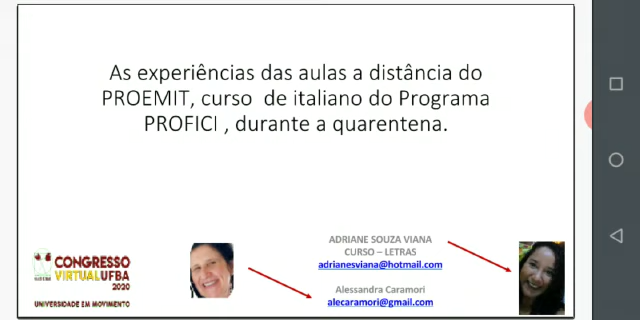 As experiências das aulas a distância do
PROEMIT, curso de italiano do Programa
PROFICI , durante a quarentena.
ADRIANE SOUZA VIANA
CURSO – LETRAS
adrianesviana@hotmail.com
Alessandra Caramori
alecaramori@gmail.com
CONGRESSO
VIRTUALUFBA
2020
UNIVERSIDADE EM MOVIMENTO